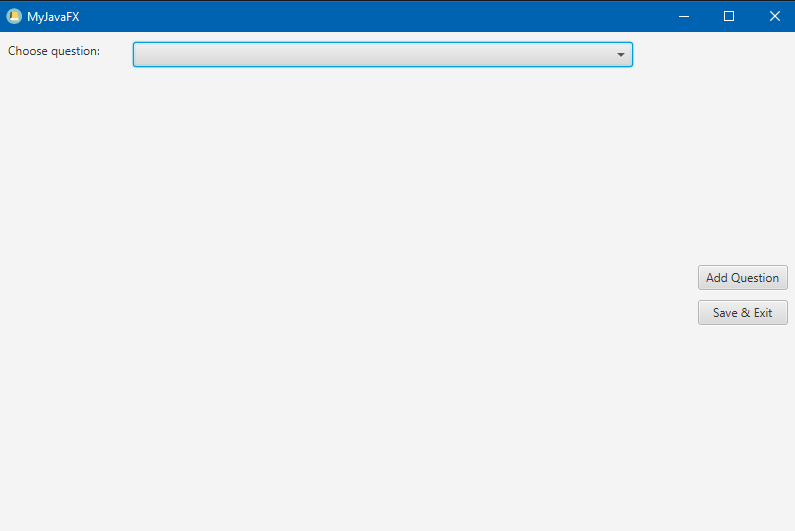 MyJavaFX
Choose question:
Add Question
Save & Exit